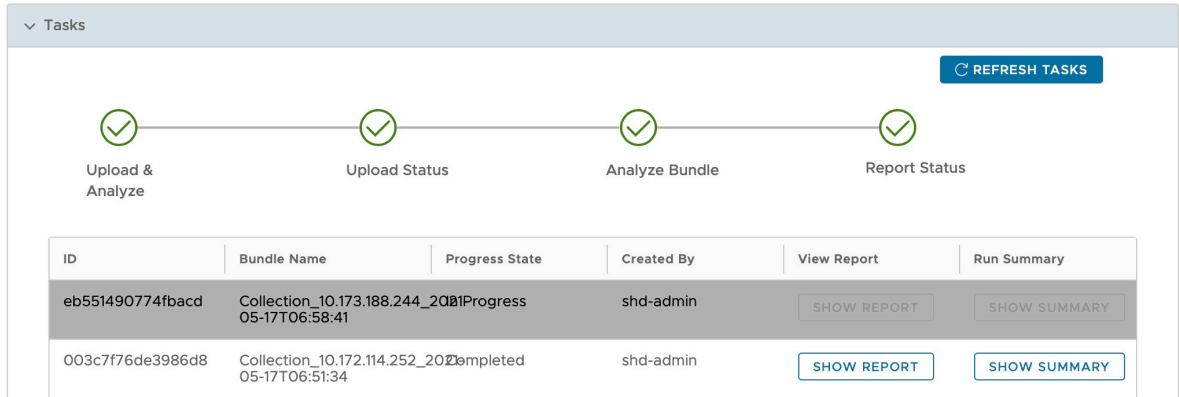 Tasks
REFRESH TASKS
Upload &
Analyze
Upload Status
Analyze Bundle
Report Status
ID Bundle Name Progress State Created By View Report Run Summary
eb551490774fbacd Collection_10.173.188.244_2021 In Progress shd-admin SHOW REPORT SHOW SUMMARY
05-17T06:58:41
003c7f76de3986d8 Collection_10.172.114.252_2021- Completed shd-admin SHOW REPORT SHOW SUMMARY
05-17T06:51:34